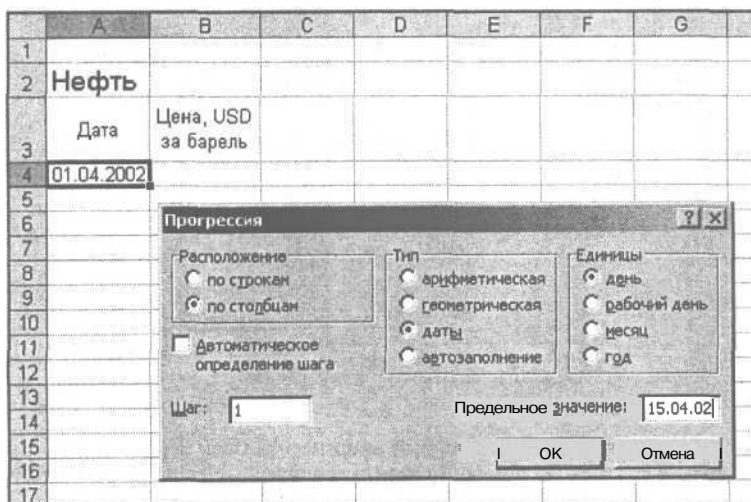 A B C D E F G
1
2 Нефть
3 Дата Цена, USD за барель
4 01.04.2002
5
6
7
8
9
10
11
12
13
14
15
16
17
Прогрессия ? ×
Расположение
по строкам
по столбцам
Автоматическое
определение шага
Тип
арифметическая
геометрическая
даты
автозаполнение
Единицы
день
рабочий день
месяц
год
Шаг: 1
Предельное значение: 15.04.02
OK Отмена